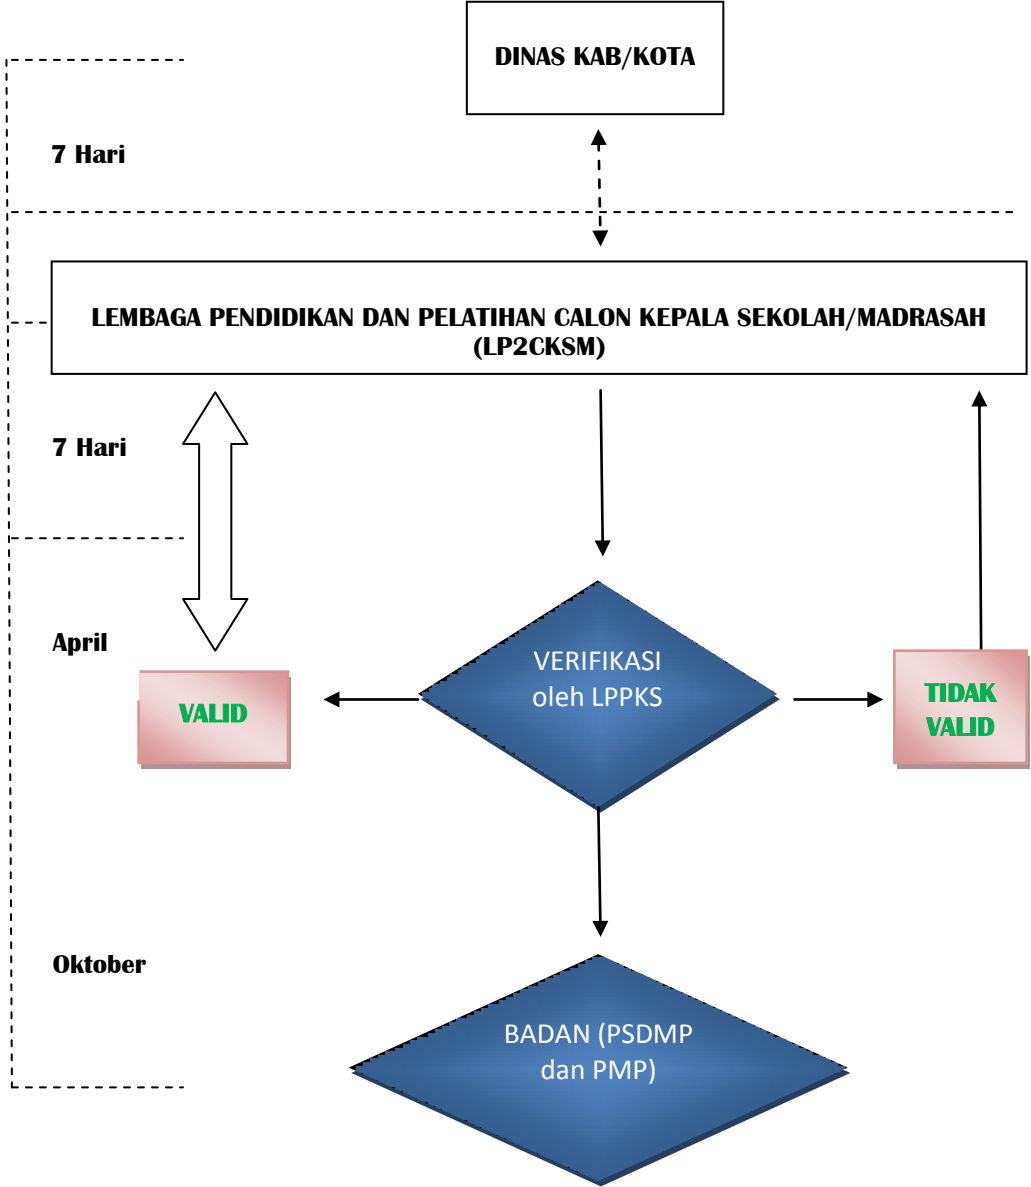 DINAS KAB/KOTA
7 Hari
LEMBAGA PENDIDIKAN DAN PELATIHAN CALON KEPALA SEKOLAH/MADRASAH
(LP2CKSM)
7 Hari
April
VERIFIKASI
oleh LPPKS
VALID
TIDAK
VALID
Oktober
BADAN (PSDMP
dan PMP)